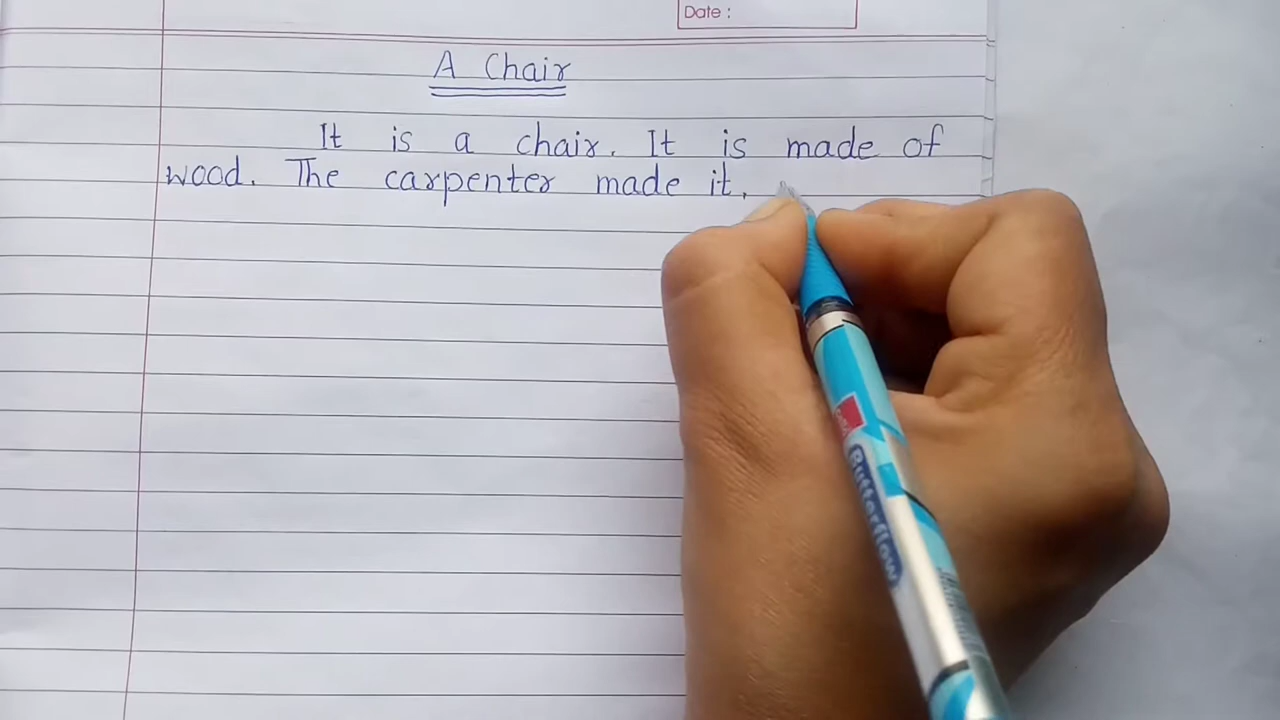 Date :
A Chair
It is a chair. It is made of
wood. The carpenter made it.
Butterflow